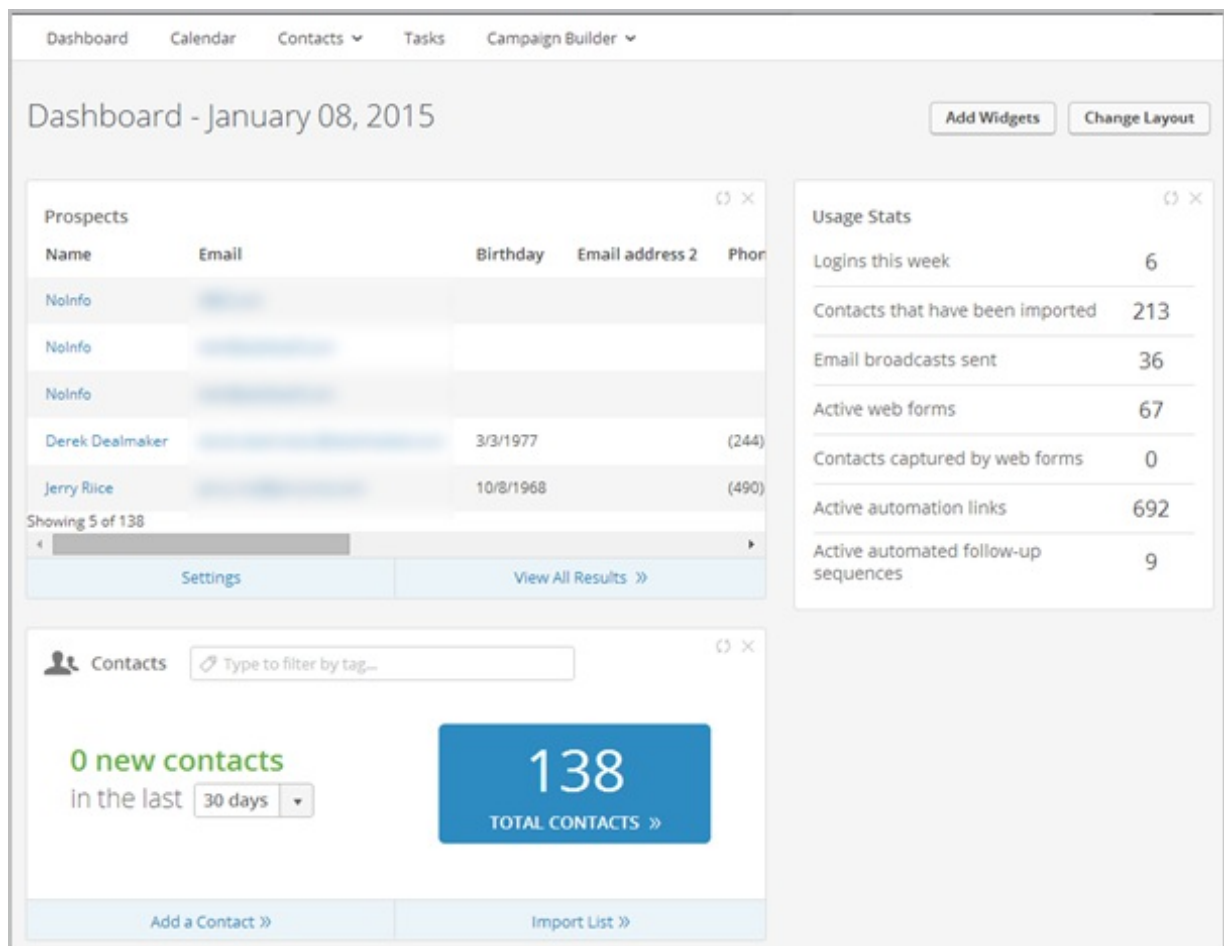 Dashboard Calendar Contacts Tasks Campaign Builder
Dashboard - January 08, 2015
Add Widgets Change Layout
Prospects
Name Email Birthday Email address 2 Phor
NoInfo
NoInfo
NoInfo
Derek Dealmaker 3/3/1977 (244)
Jerry Riice 10/8/1968 (490)
Showing 5 of 138
Settings View All Results »
Usage Stats
Logins this week 6
Contacts that have been imported 213
Email broadcasts sent 36
Active web forms 67
Contacts captured by web forms 0
Active automation links 692
Active automated follow-up
sequences 9
Contacts Type to filter by tag...
0 new contacts
in the last 30 days
138
TOTAL CONTACTS »
Add a Contact » Import List »